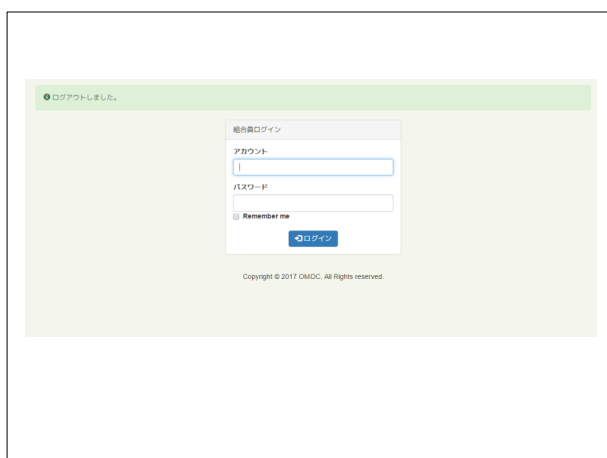 ログアウトしました。
組合員ログイン
アカウント
パスワード
Remember me
ログイン
Copyright © 2017 OMDC, All Rights reserved.